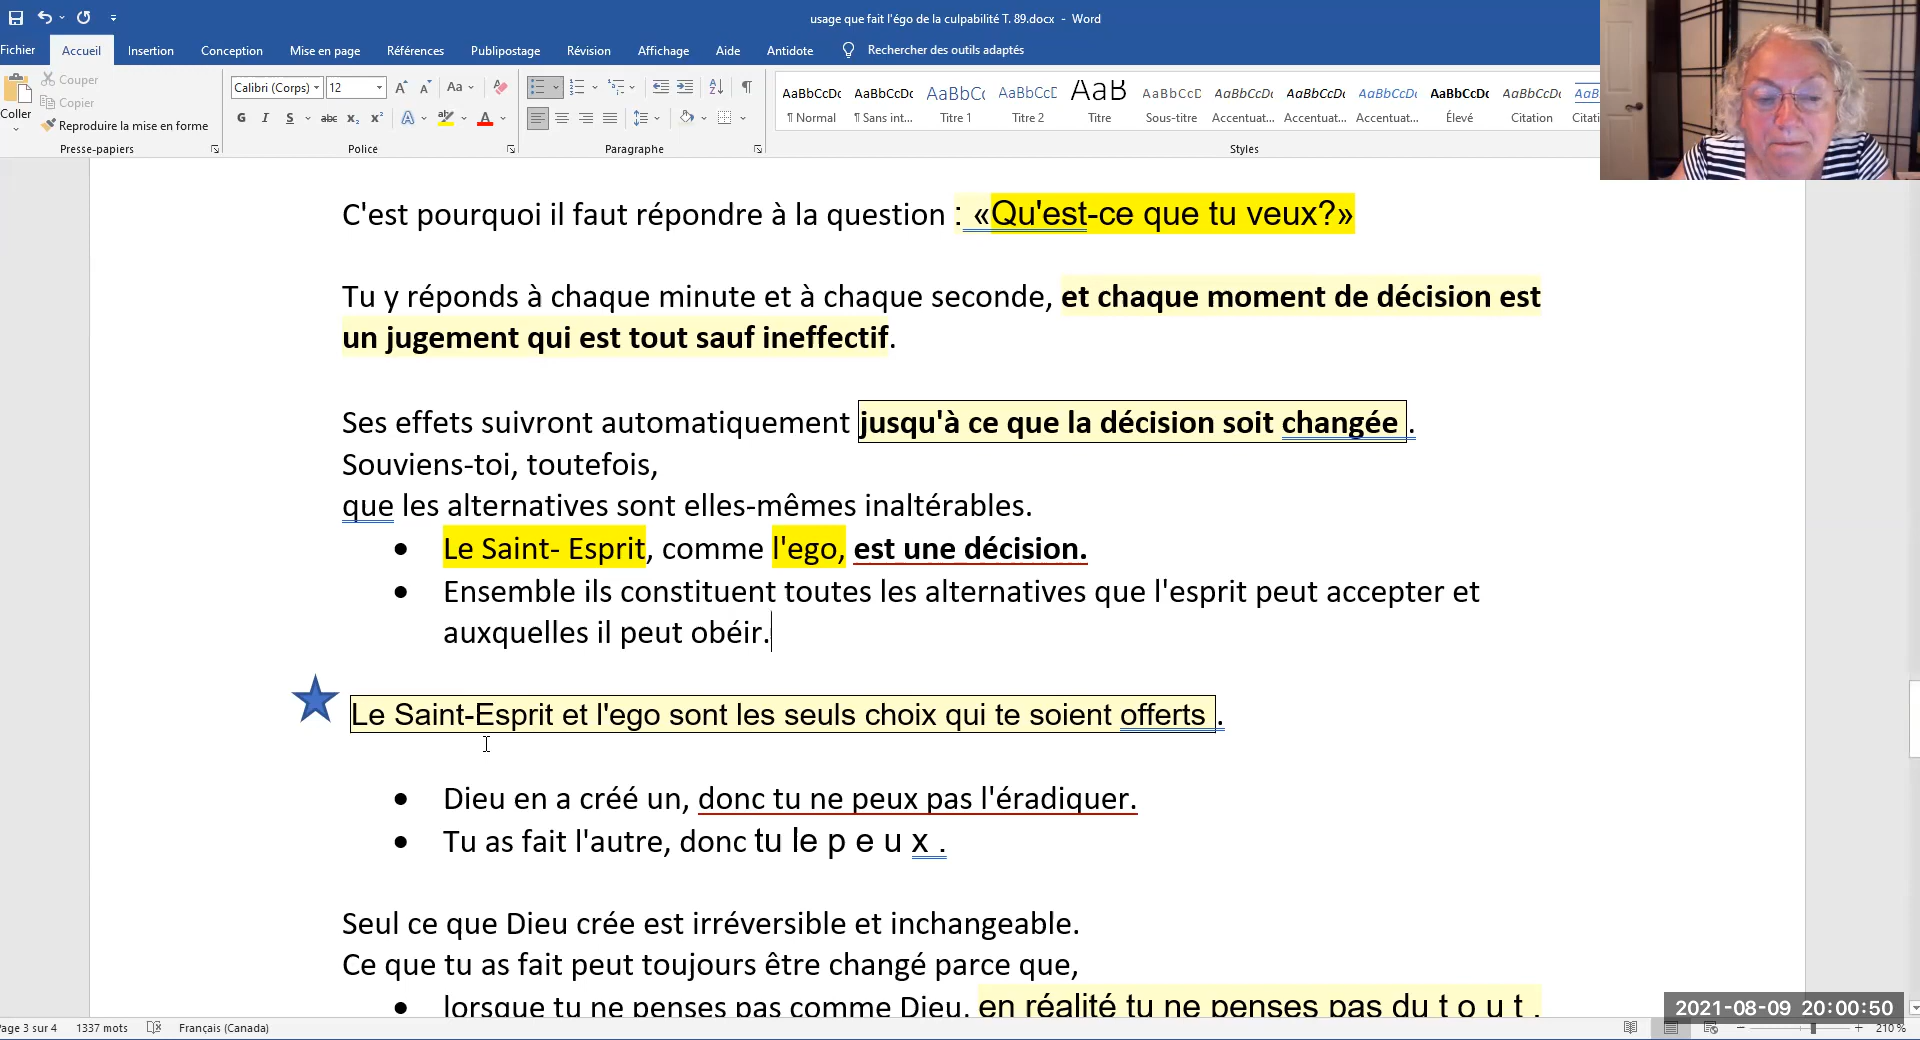 usage que fait l'égo de la culpabilité T. 89.docx - Word
Fichier Accueil Insertion Conception Mise en page Références Publipostage Révision Affichage Aide Antidote Rechercher des outils adaptés
Couper
Copier
Coller
Reproduire la mise en forme
Calibri (Corps) 12
AaBbCcDc AaBbCcDc AaBbCc AaBbCcD AaB AaBbCcD AaBbCcDc AaBbCcDc AaBbCcDc AaBbCcDc AaBbCcDc
¶ Normal ¶ Sans int... Titre 1 Titre 2 Titre Sous-titre Accentuat... Accentuat... Accentuat... Élevé Citation
Presse-papiers Police Paragraphe Styles
C'est pourquoi il faut répondre à la question : «Qu'est-ce que tu veux?»
Tu y réponds à chaque minute et à chaque seconde, et chaque moment de décision est
un jugement qui est tout sauf ineffectif.
Ses effets suivront automatiquement jusqu'à ce que la décision soit changée .
Souviens-toi, toutefois,
que les alternatives sont elles-mêmes inaltérables.
• Le Saint- Esprit, comme l'ego, est une décision.
• Ensemble ils constituent toutes les alternatives que l'esprit peut accepter et
auxquelles il peut obéir.
Le Saint-Esprit et l'ego sont les seuls choix qui te soient offerts .
• Dieu en a créé un, donc tu ne peux pas l'éradiquer.
• Tu as fait l'autre, donc tu le p e u x .
Seul ce que Dieu crée est irréversible et inchangeable.
Ce que tu as fait peut toujours être changé parce que,
• lorsque tu ne penses pas comme Dieu, en réalité tu ne penses pas du t o u t .
2021-08-09 20:00:50
Page 3 sur 4 1337 mots Français (Canada) 210 %